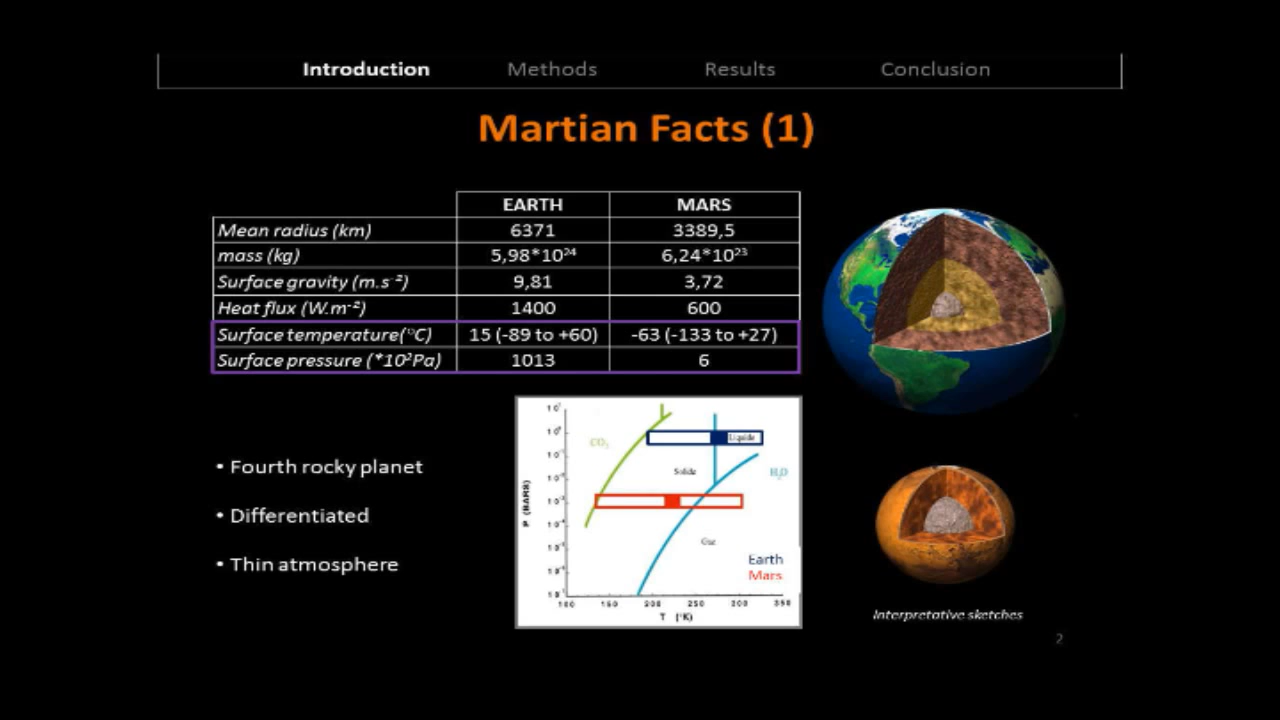 Introduction Methods Results Conclusion
Martian Facts (1)
EARTH MARS
Mean radius (km) 6371 3389,5
mass (kg) 5,98*10²⁴ 6,24*10²³
Surface gravity (m.s⁻²) 9,81 3,72
Heat flux (W.m⁻²) 1400 600
Surface temperature(°C) 15 (-89 to +60) -63 (-133 to +27)
Surface pressure (*10²Pa) 1013 6
• Fourth rocky planet
• Differentiated
• Thin atmosphere
CO₂
Liquide
Solide
H₂O
P (BARS)
Gaz
Earth
Mars
100 150 200 250 300 350
T (°K)
Interpretative sketches
2